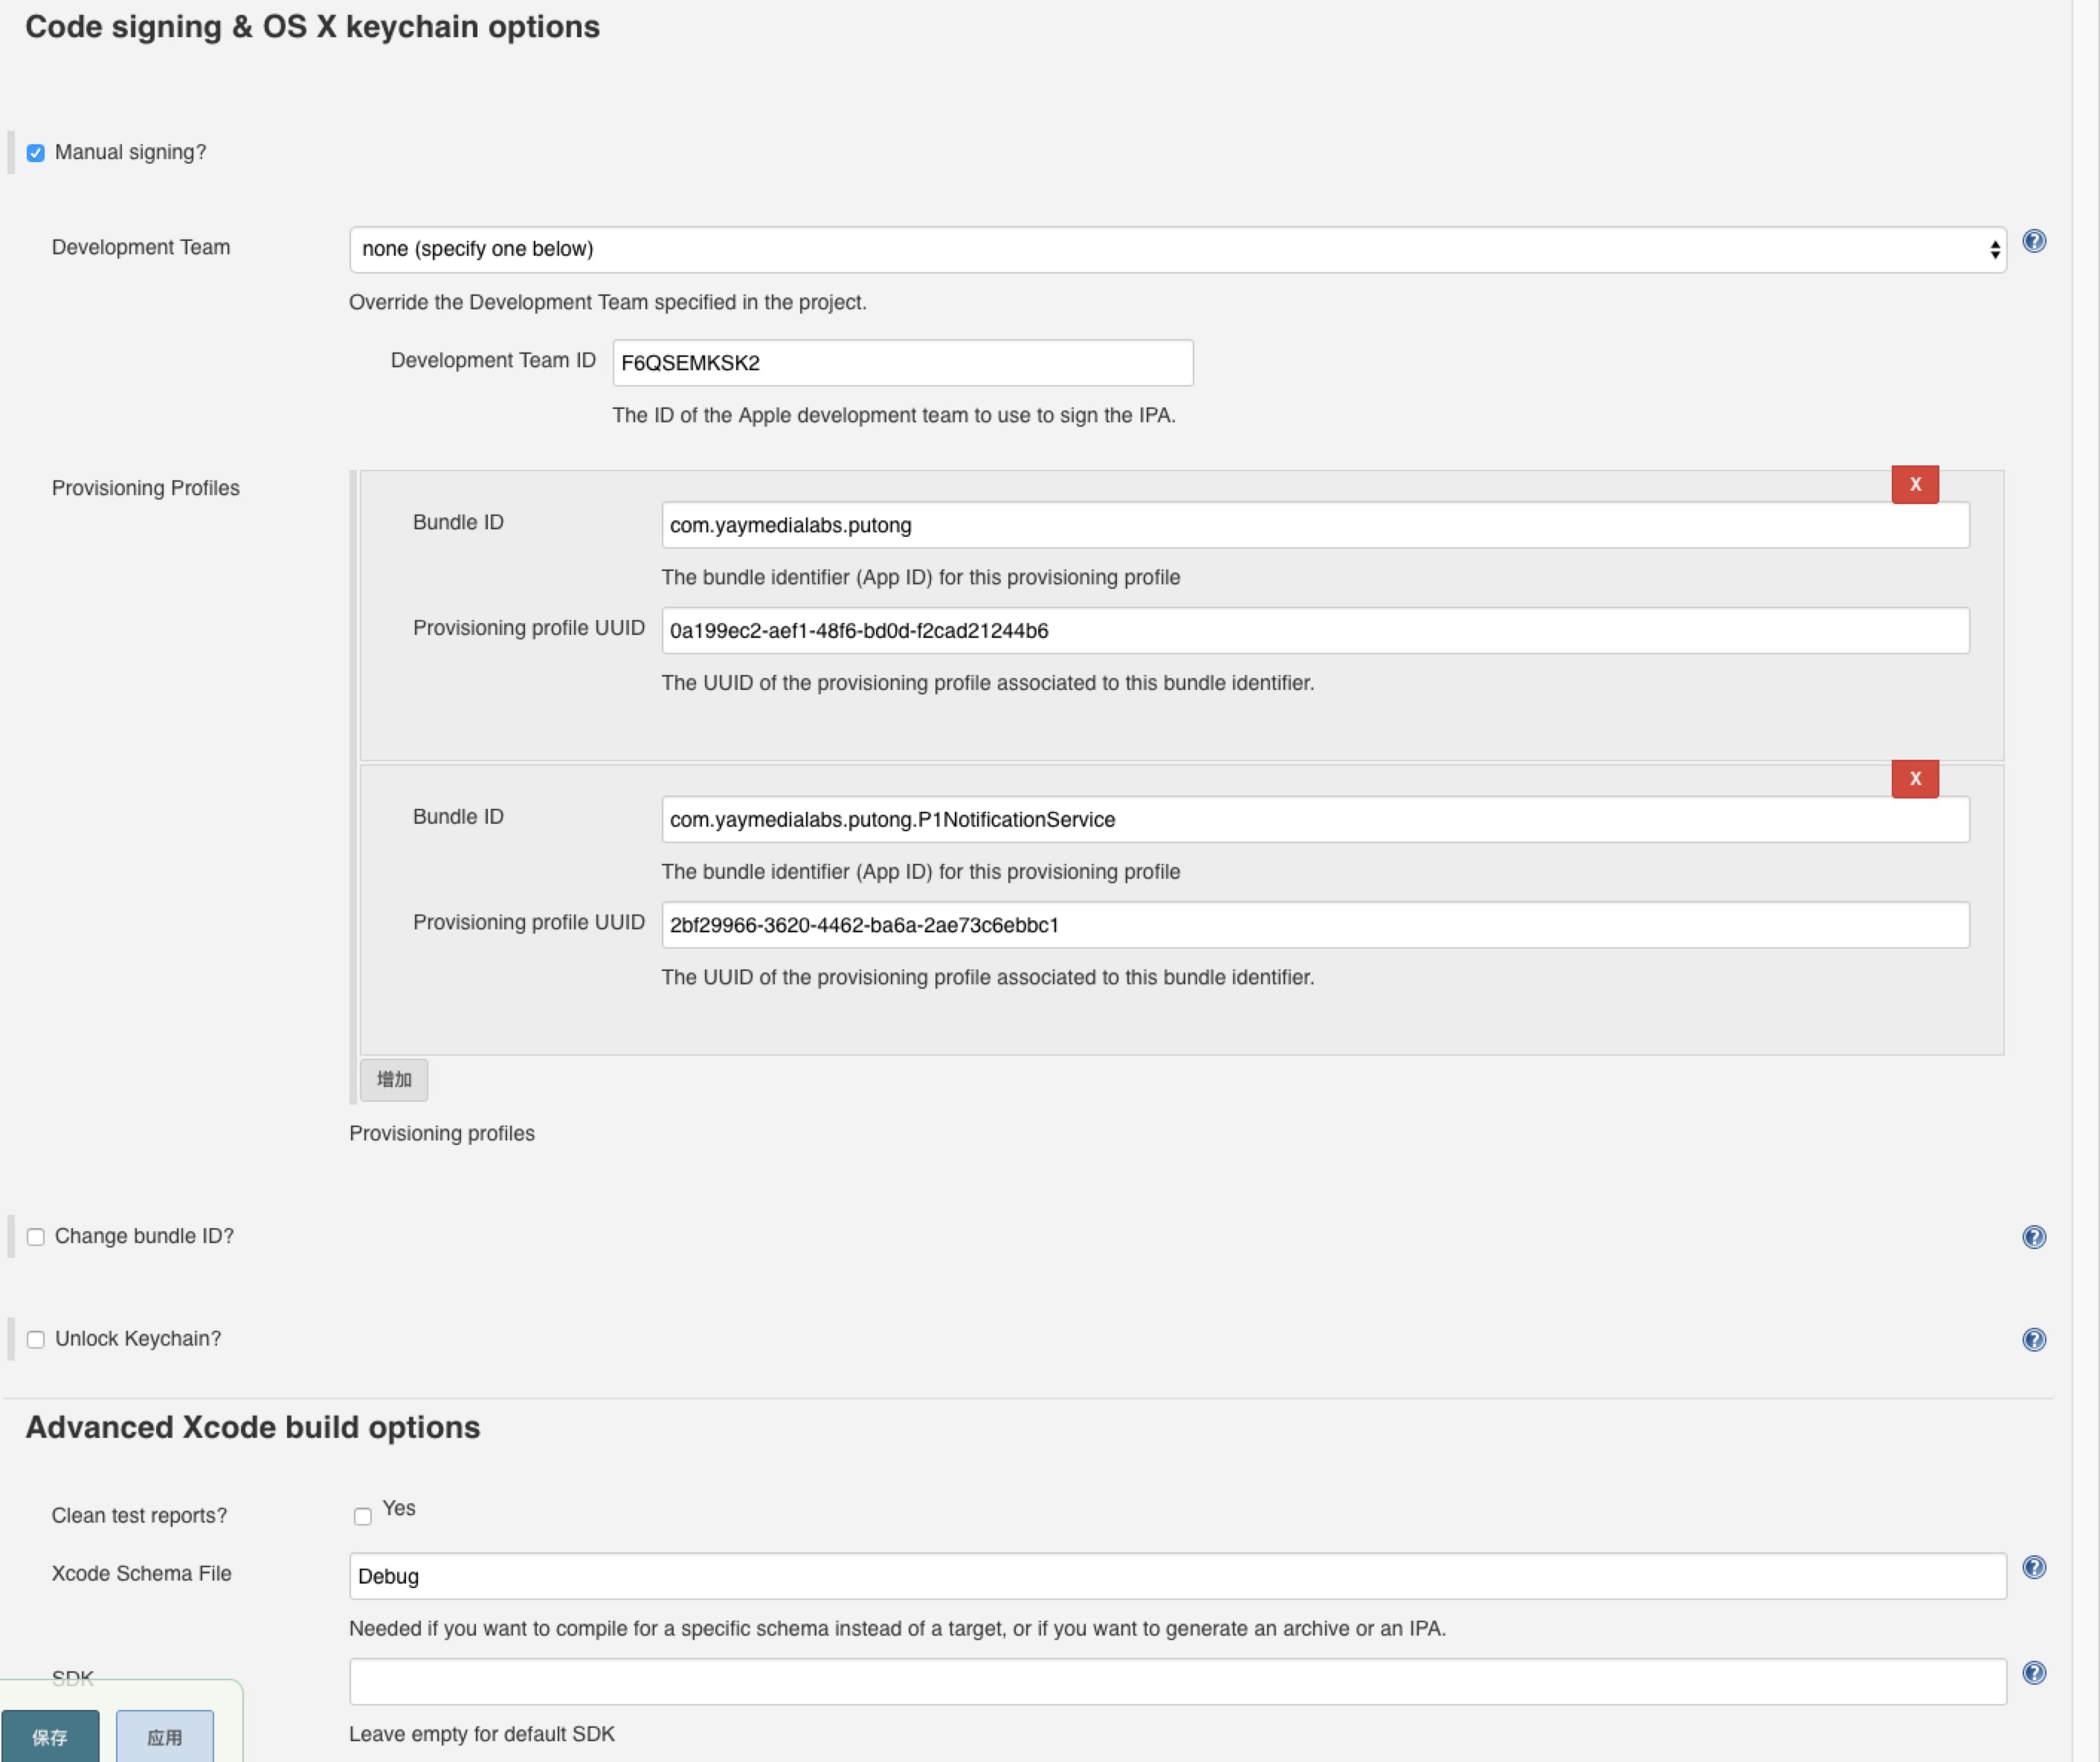 Code signing & OS X keychain options
Manual signing?
Development Team
none (specify one below)
Override the Development Team specified in the project.
Development Team ID
F6QSEMKSK2
The ID of the Apple development team to use to sign the IPA.
Provisioning Profiles
X
Bundle ID
com.yaymedialabs.putong
The bundle identifier (App ID) for this provisioning profile
Provisioning profile UUID
0a199ec2-aef1-48f6-bd0d-f2cad21244b6
The UUID of the provisioning profile associated to this bundle identifier.
X
Bundle ID
com.yaymedialabs.putong.P1NotificationService
The bundle identifier (App ID) for this provisioning profile
Provisioning profile UUID
2bf29966-3620-4462-ba6a-2ae73c6ebbc1
The UUID of the provisioning profile associated to this bundle identifier.
增加
Provisioning profiles
Change bundle ID?
Unlock Keychain?
Advanced Xcode build options
Clean test reports?
Yes
Xcode Schema File
Debug
Needed if you want to compile for a specific schema instead of a target, or if you want to generate an archive or an IPA.
SDK
Leave empty for default SDK
保存
应用